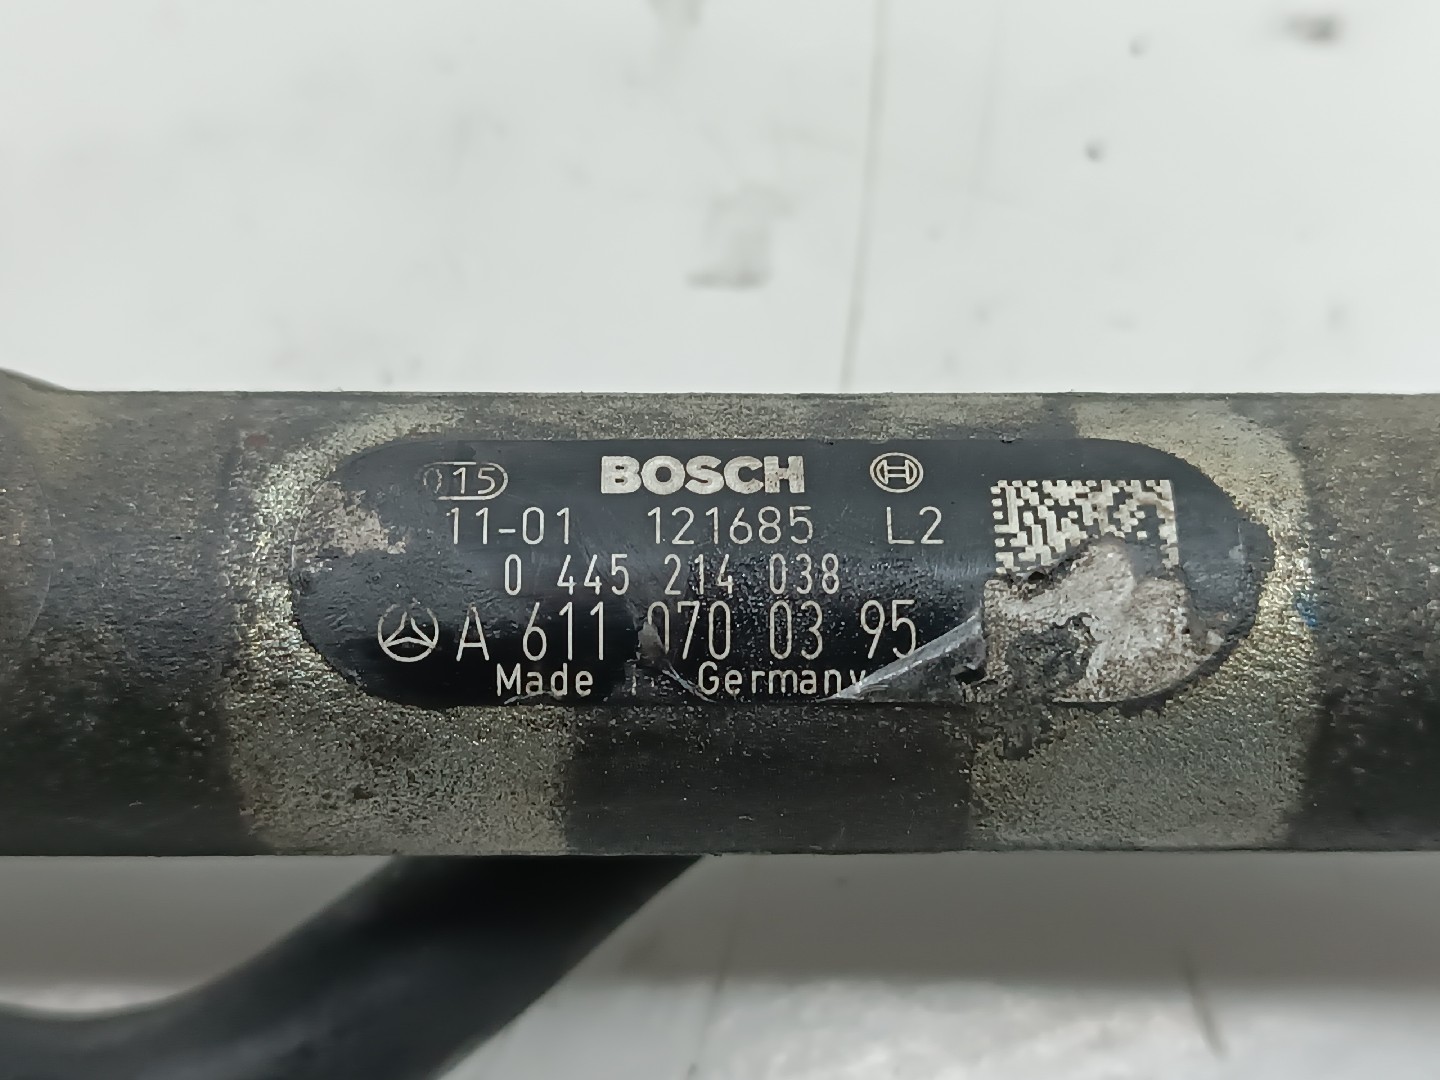 015 BOSCH
11-01 121685 L2
0 445 214 038
A 611 070 03 95
Made Germany